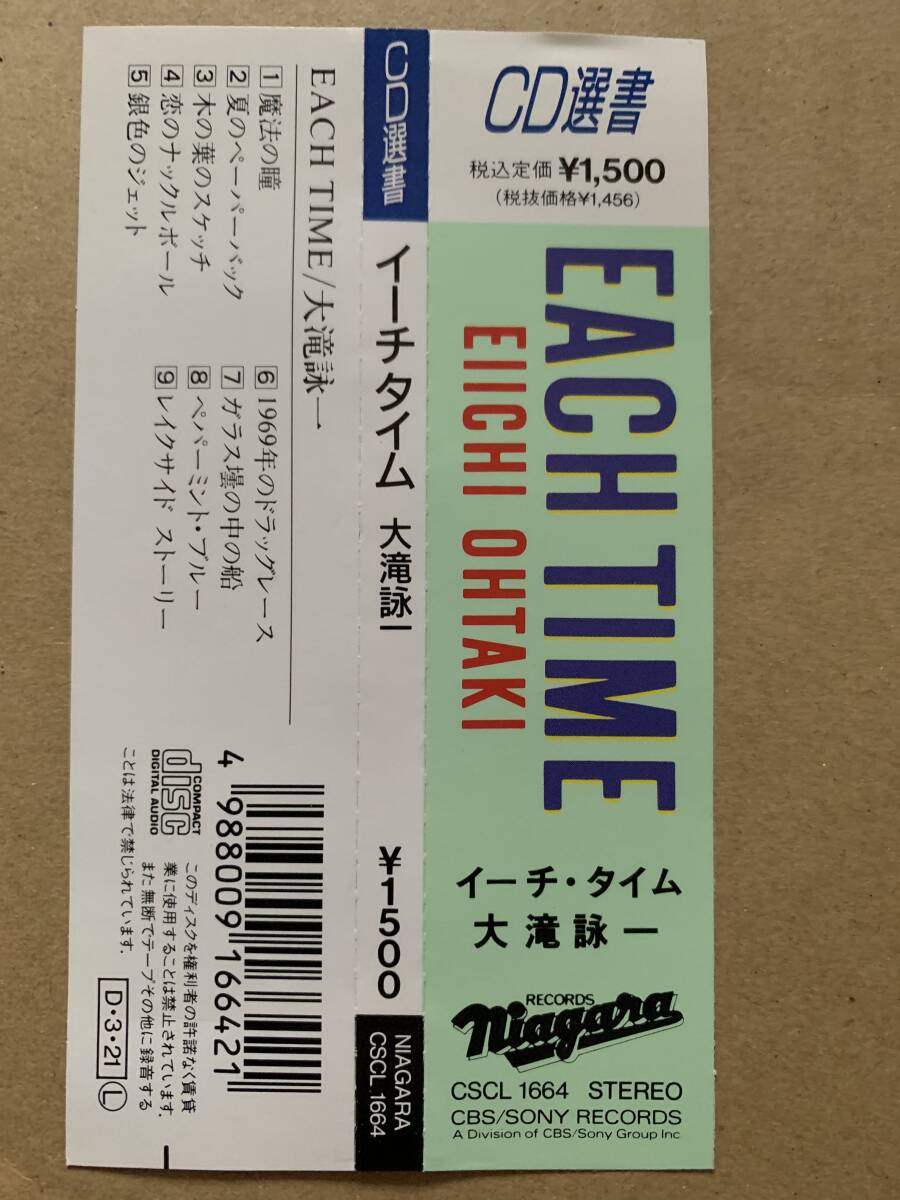 CD選書
税込定価 ¥1,500
(税抜価格¥1,456)
EACH TIME
EIICHI OHTAKI
イーチ・タイム
大滝詠一
RECORDS
Niagara
CSCL 1664 STEREO
CBS/SONY RECORDS
A Division of CBS/Sony Group Inc.
CD選書
イーチ タイム 大滝詠一
¥1500
NIAGARA
CSCL 1664
EACH TIME/大滝詠一
1 魔法の瞳
2 夏のペーパーバック
3 木の葉のスケッチ
4 恋のナックルボール
5 銀色のジェット
6 1969年のドラッグレース
7 ガラス壜の中の船
8 ペパーミント・ブルー
9 レイクサイド ストーリー
COMPACT
disc
DIGITAL AUDIO
4 988009 166421
このディスクを権利者の許諾なく賃貸
業に使用することは禁止されています。
また無断でテープその他に録音する
ことは法律で禁じられています。
D・3・21 L